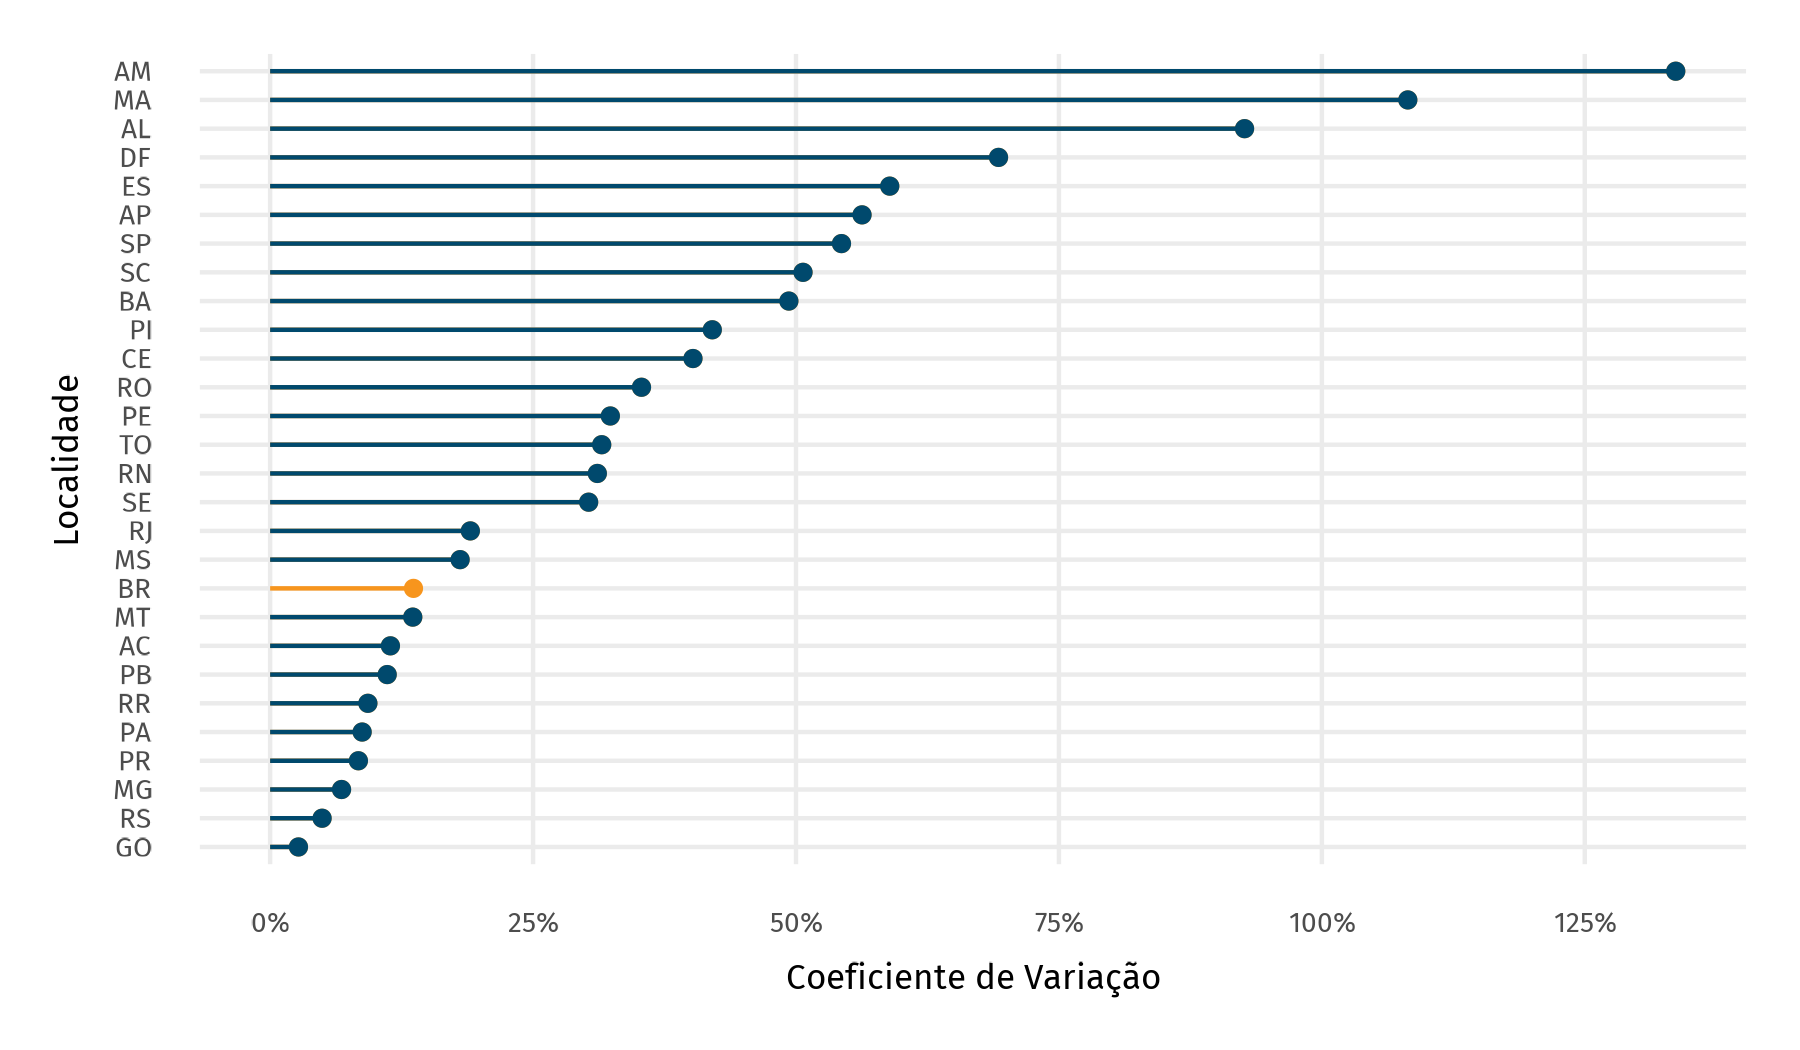 AM
MA
AL
DF
ES
AP
SP
SC
BA
PI
CE
RO
PE
TO
RN
SE
RJ
MS
BR
MT
AC
PB
RR
PA
PR
MG
RS
GO
Localidade
0% 25% 50% 75% 100% 125%
Coeficiente de Variação